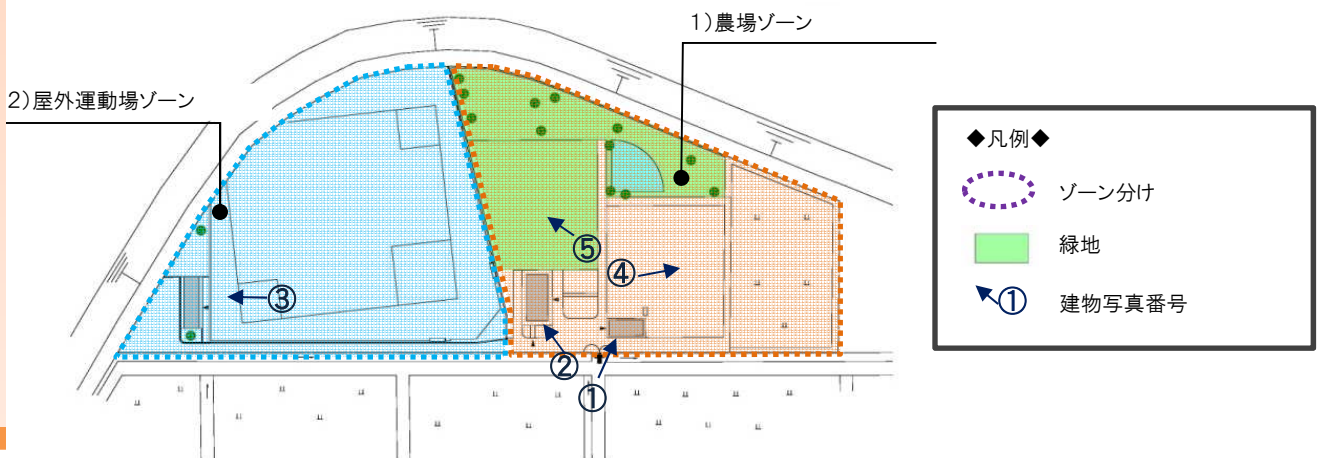 1)農場ゾーン
2)屋外運動場ゾーン
⑤
④
③
②
①
◆凡例◆
ゾーン分け
緑地
① 建物写真番号